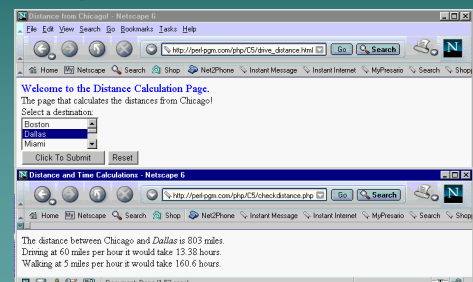 Distance from Chicago! - Netscape 6
File Edit View Search Go Bookmarks Tasks Help
http://perl-pgm.com/php/C5/drive_distance.html Go Search
Home My Netscape Search Shop Net2Phone Instant Message Instant Internet MyPresario Search Shopp
Welcome to the Distance Calculation Page.
The page that calculates the distances from Chicago!
Select a destination:
Boston
Dallas
Miami
Click To Submit Reset
Distance and Time Calculations - Netscape 6
http://perl-pgm.com/php/C5/checkdistance.php Go Search
Home My Netscape Search Shop Net2Phone Instant Message Instant Internet MyPresario Search Shopp
The distance between Chicago and Dallas is 803 miles.
Driving at 60 miles per hour it would take 13.38 hours.
Walking at 5 miles per hour it would take 160.6 hours.